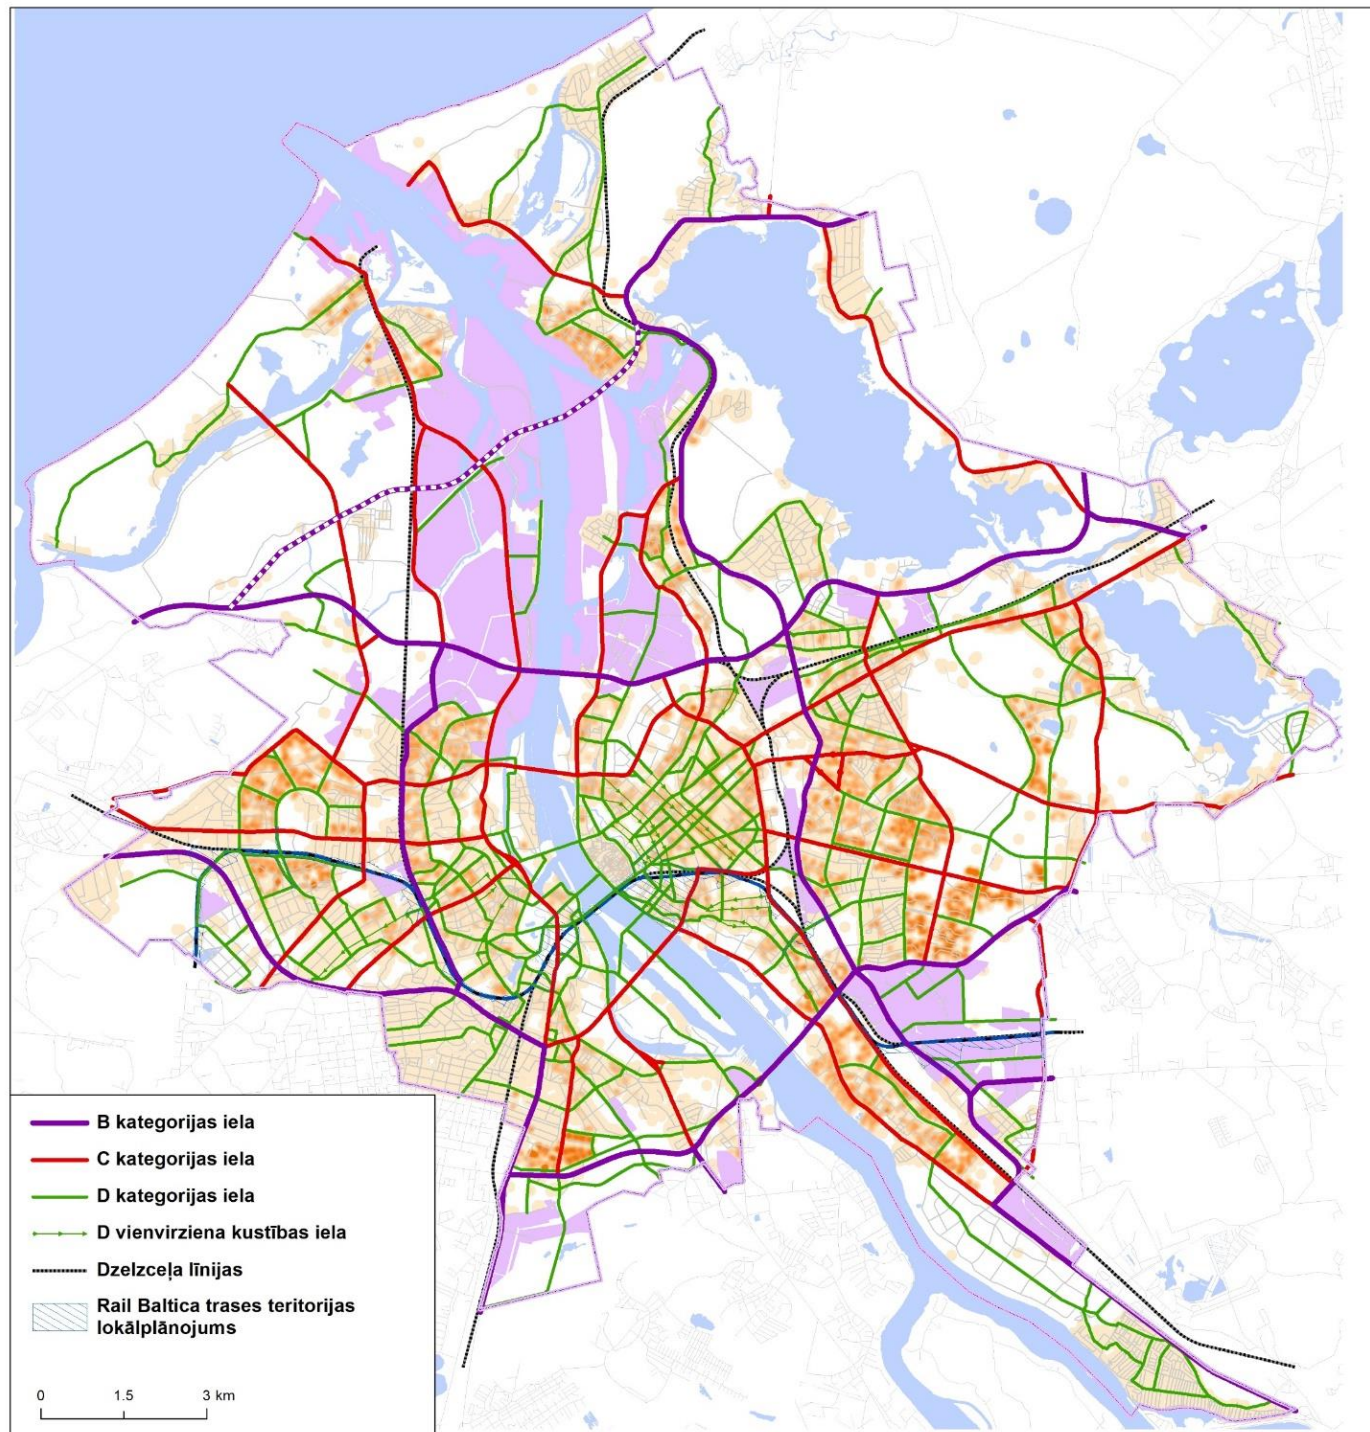 B kategorijas iela
C kategorijas iela
D kategorijas iela
D vienvirziena kustības iela
Dzelzceļa līnijas
Rail Baltica trases teritorijas
lokālplānojums
0 1.5 3 km